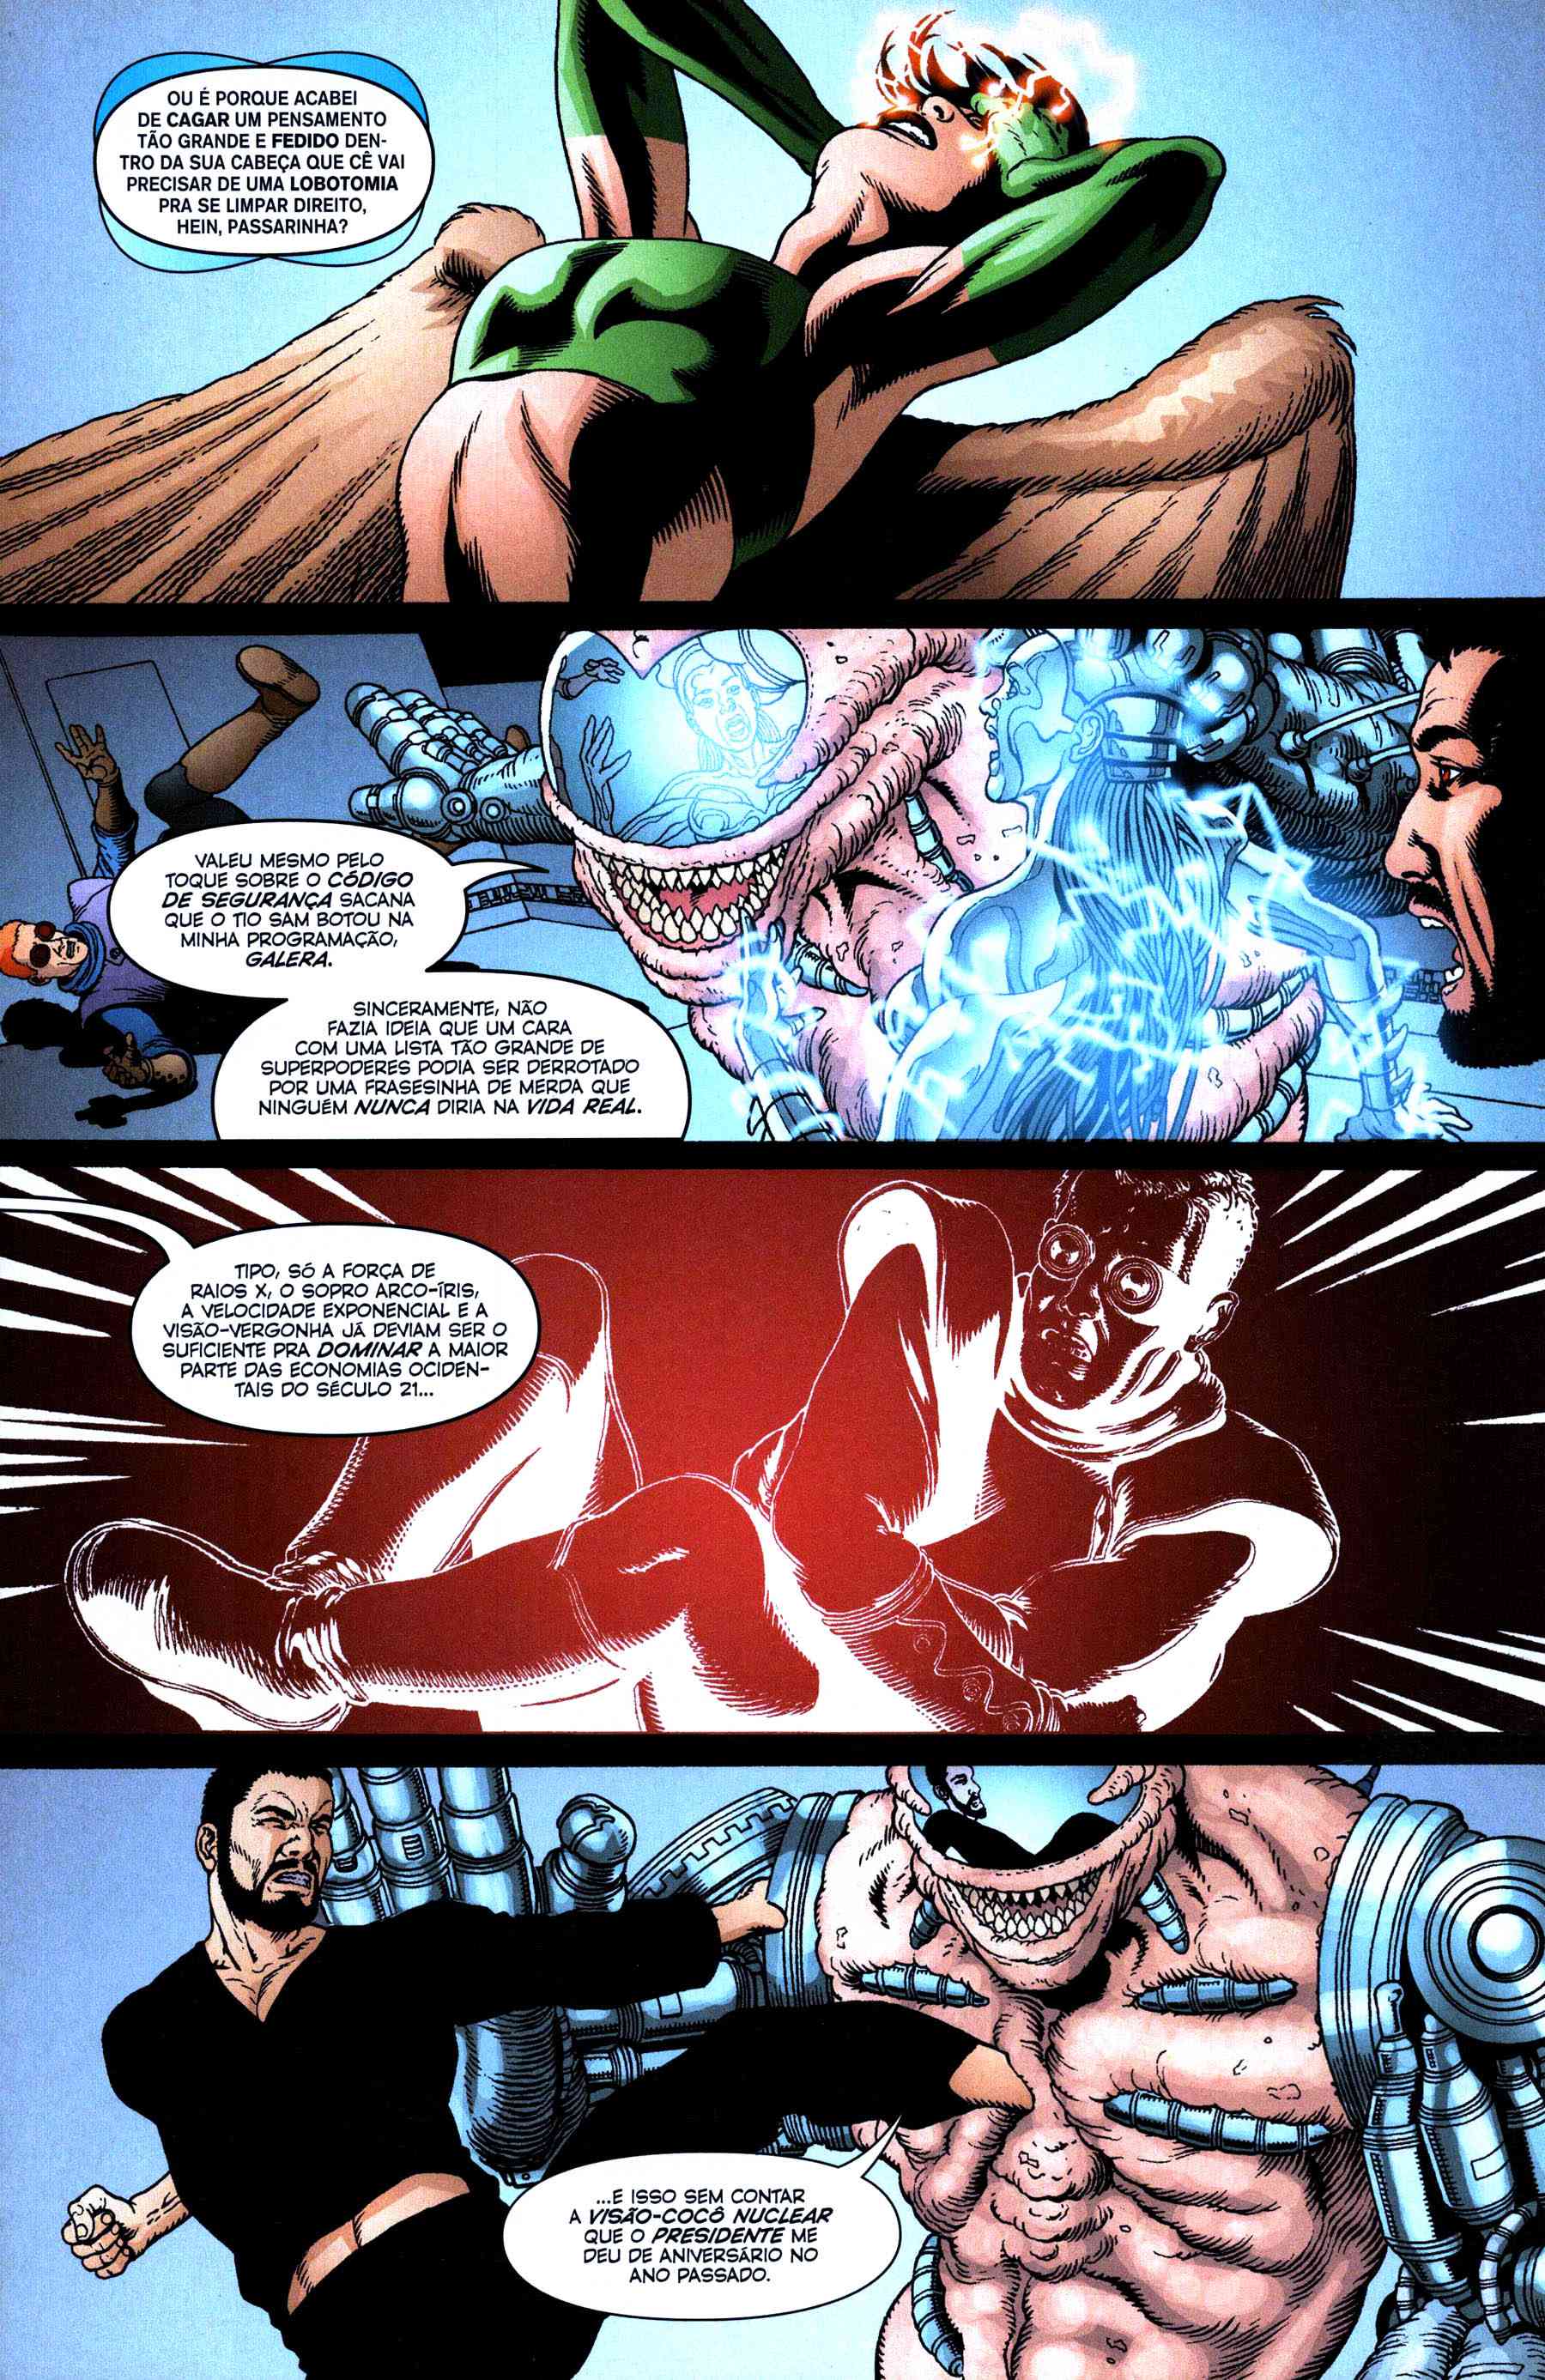 OU É PORQUE ACABEI
DE CAGAR UM PENSAMENTO
TÃO GRANDE E FEDIDO DEN-
TRO DA SUA CABEÇA QUE CÊ VAI
PRECISAR DE UMA LOBOTOMIA
PRA SE LIMPAR DIREITO,
HEIN, PASSARINHA?
VALEU MESMO PELO
TOQUE SOBRE O CÓDIGO
DE SEGURANÇA SACANA
QUE O TIO SAM BOTOU NA
MINHA PROGRAMAÇÃO,
GALERA.
SINCERAMENTE, NÃO
FAZIA IDEIA QUE UM CARA
COM UMA LISTA TÃO GRANDE DE
SUPERPODERES PODIA SER DERROTADO
POR UMA FRASESINHA DE MERDA QUE
NINGUÉM NUNCA DIRIA NA VIDA REAL.
TIPO, SÓ A FORÇA DE
RAIOS X, O SOPRO ARCO-ÍRIS,
A VELOCIDADE EXPONENCIAL E A
VISÃO-VERGONHA JÁ DEVIAM SER O
SUFICIENTE PRA DOMINAR A MAIOR
PARTE DAS ECONOMIAS OCIDEN-
TAIS DO SÉCULO 21...
...E ISSO SEM CONTAR
A VISÃO-COCÔ NUCLEAR
QUE O PRESIDENTE ME
DEU DE ANIVERSÁRIO NO
ANO PASSADO.